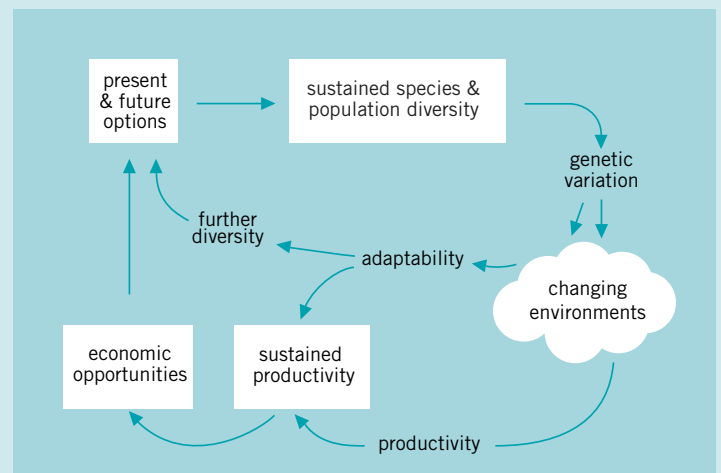 present
& future
options
sustained species &
population diversity
genetic
variation
further
diversity
adaptability
changing
environments
economic
opportunities
sustained
productivity
productivity